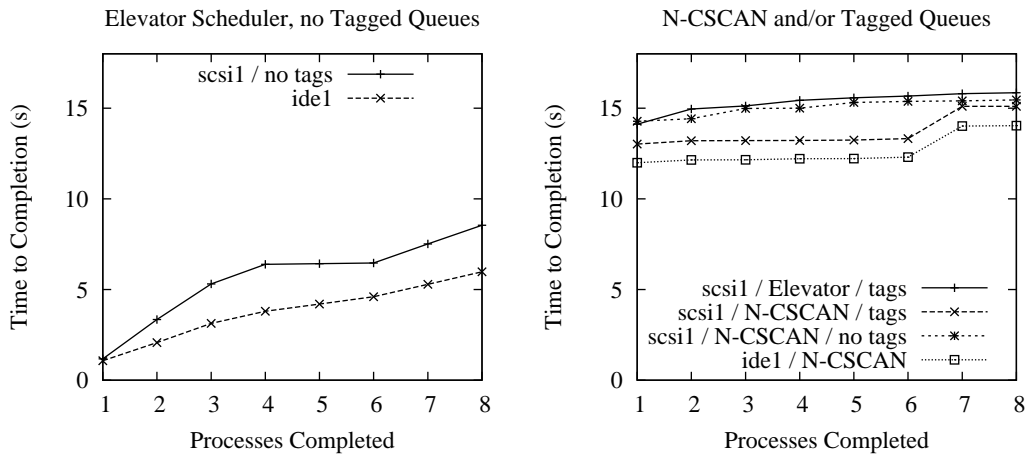 Elevator Scheduler, no Tagged Queues
scsi1 / no tags
ide1
Time to Completion (s)
15
10
5
0
1 2 3 4 5 6 7 8
Processes Completed
N-CSCAN and/or Tagged Queues
Time to Completion (s)
15
10
5
0
scsi1 / Elevator / tags
scsi1 / N-CSCAN / tags
scsi1 / N-CSCAN / no tags
ide1 / N-CSCAN
1 2 3 4 5 6 7 8
Processes Completed